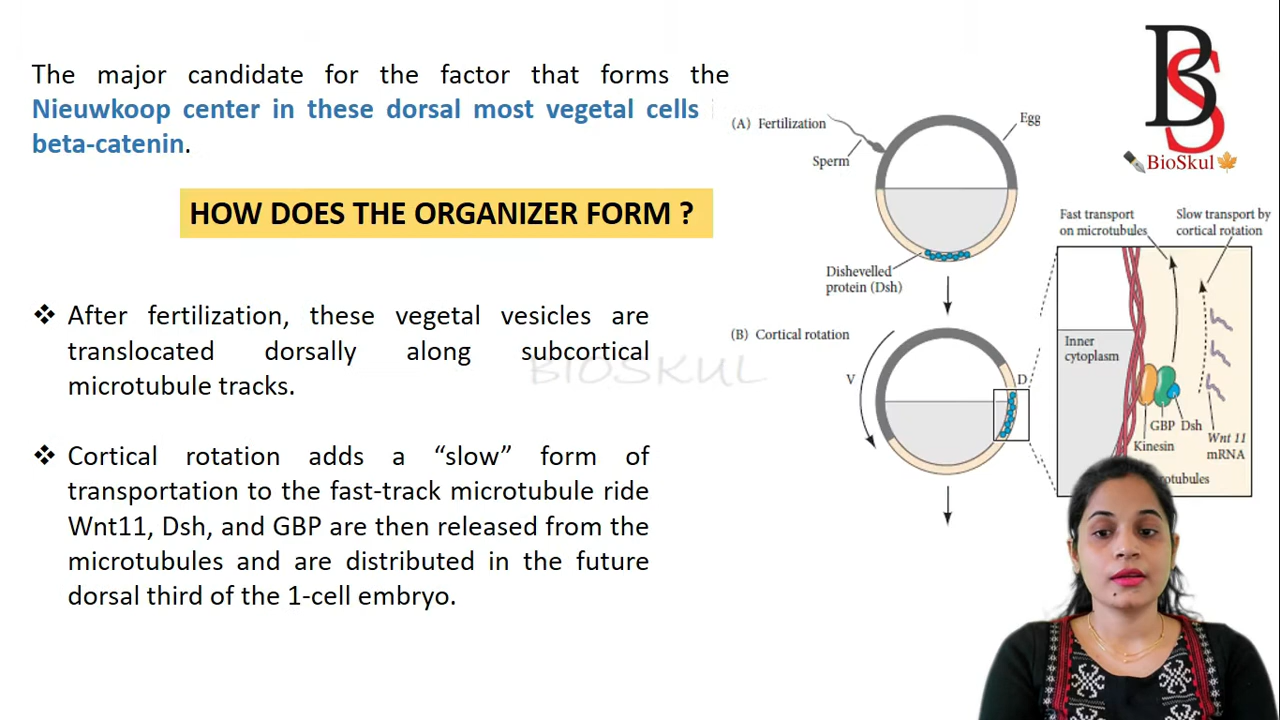 The major candidate for the factor that forms the
Nieuwkoop center in these dorsal most vegetal cells
beta-catenin.
HOW DOES THE ORGANIZER FORM ?
❖ After fertilization, these vegetal vesicles are
translocated dorsally along subcortical
microtubule tracks.
❖ Cortical rotation adds a “slow” form of
transportation to the fast-track microtubule ride
Wnt11, Dsh, and GBP are then released from the
microtubules and are distributed in the future
dorsal third of the 1-cell embryo.
BIOSKUL
(A) Fertilization
Egg
Sperm
Dishevelled
protein (Dsh)
(B) Cortical rotation
V
D
Fast transport
on microtubules
Slow transport by
cortical rotation
Inner
cytoplasm
GBP Dsh
Kinesin
Wnt 11
mRNA
BS
BioSkul